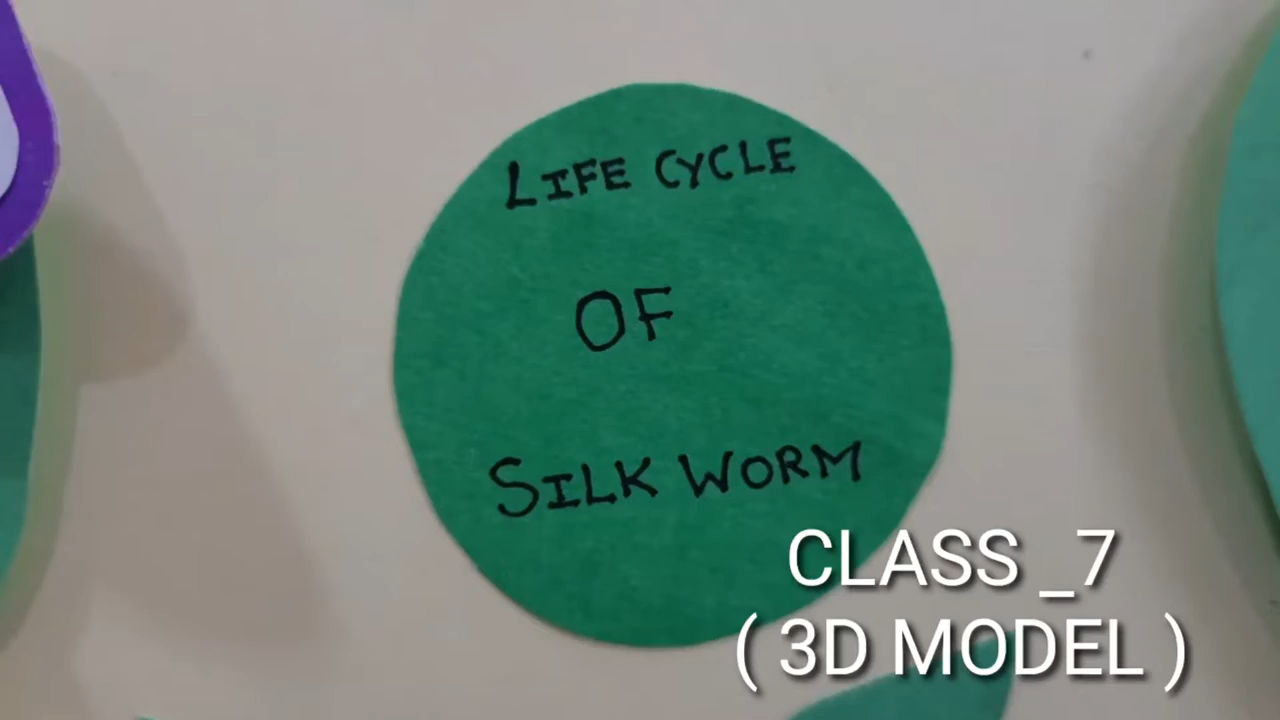 LIFE CYCLE
OF
SILK WORM
CLASS _7
( 3D MODEL )